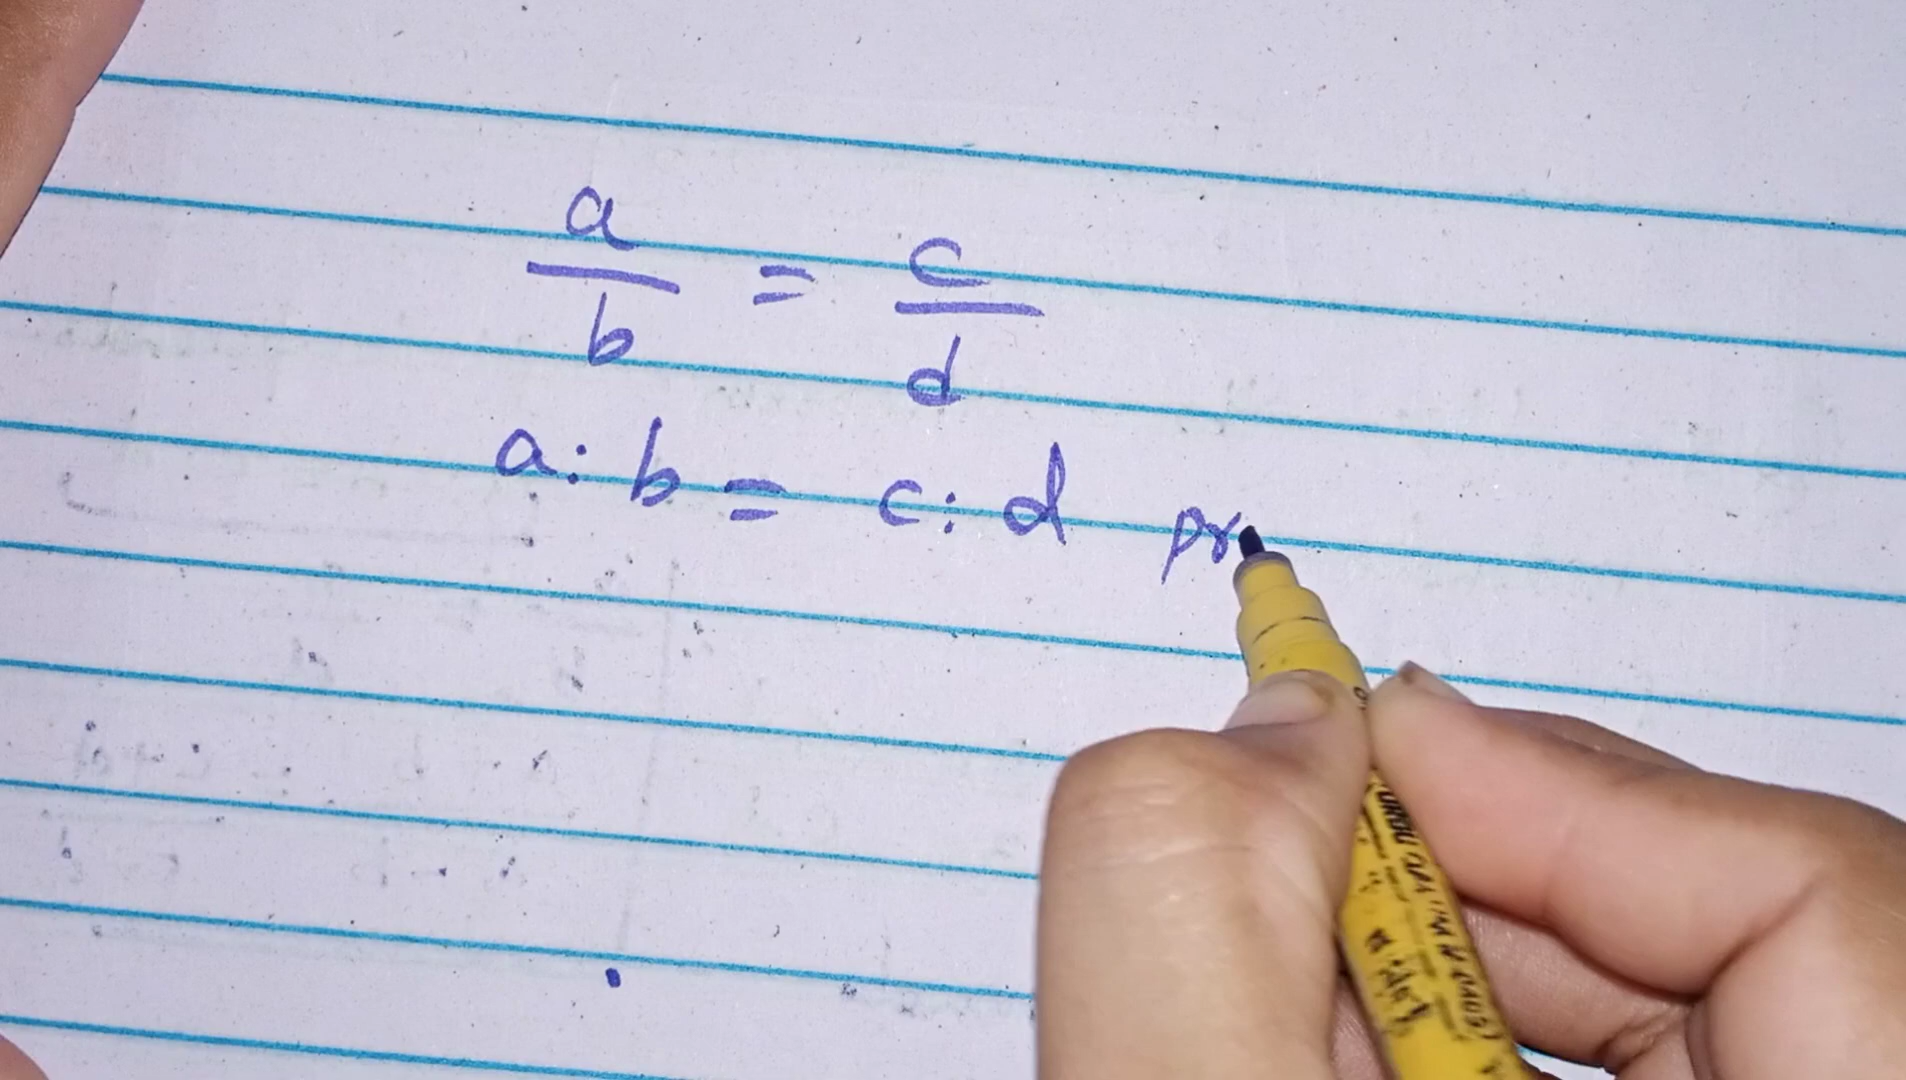 a/b = c/d
a : b = c : d pr